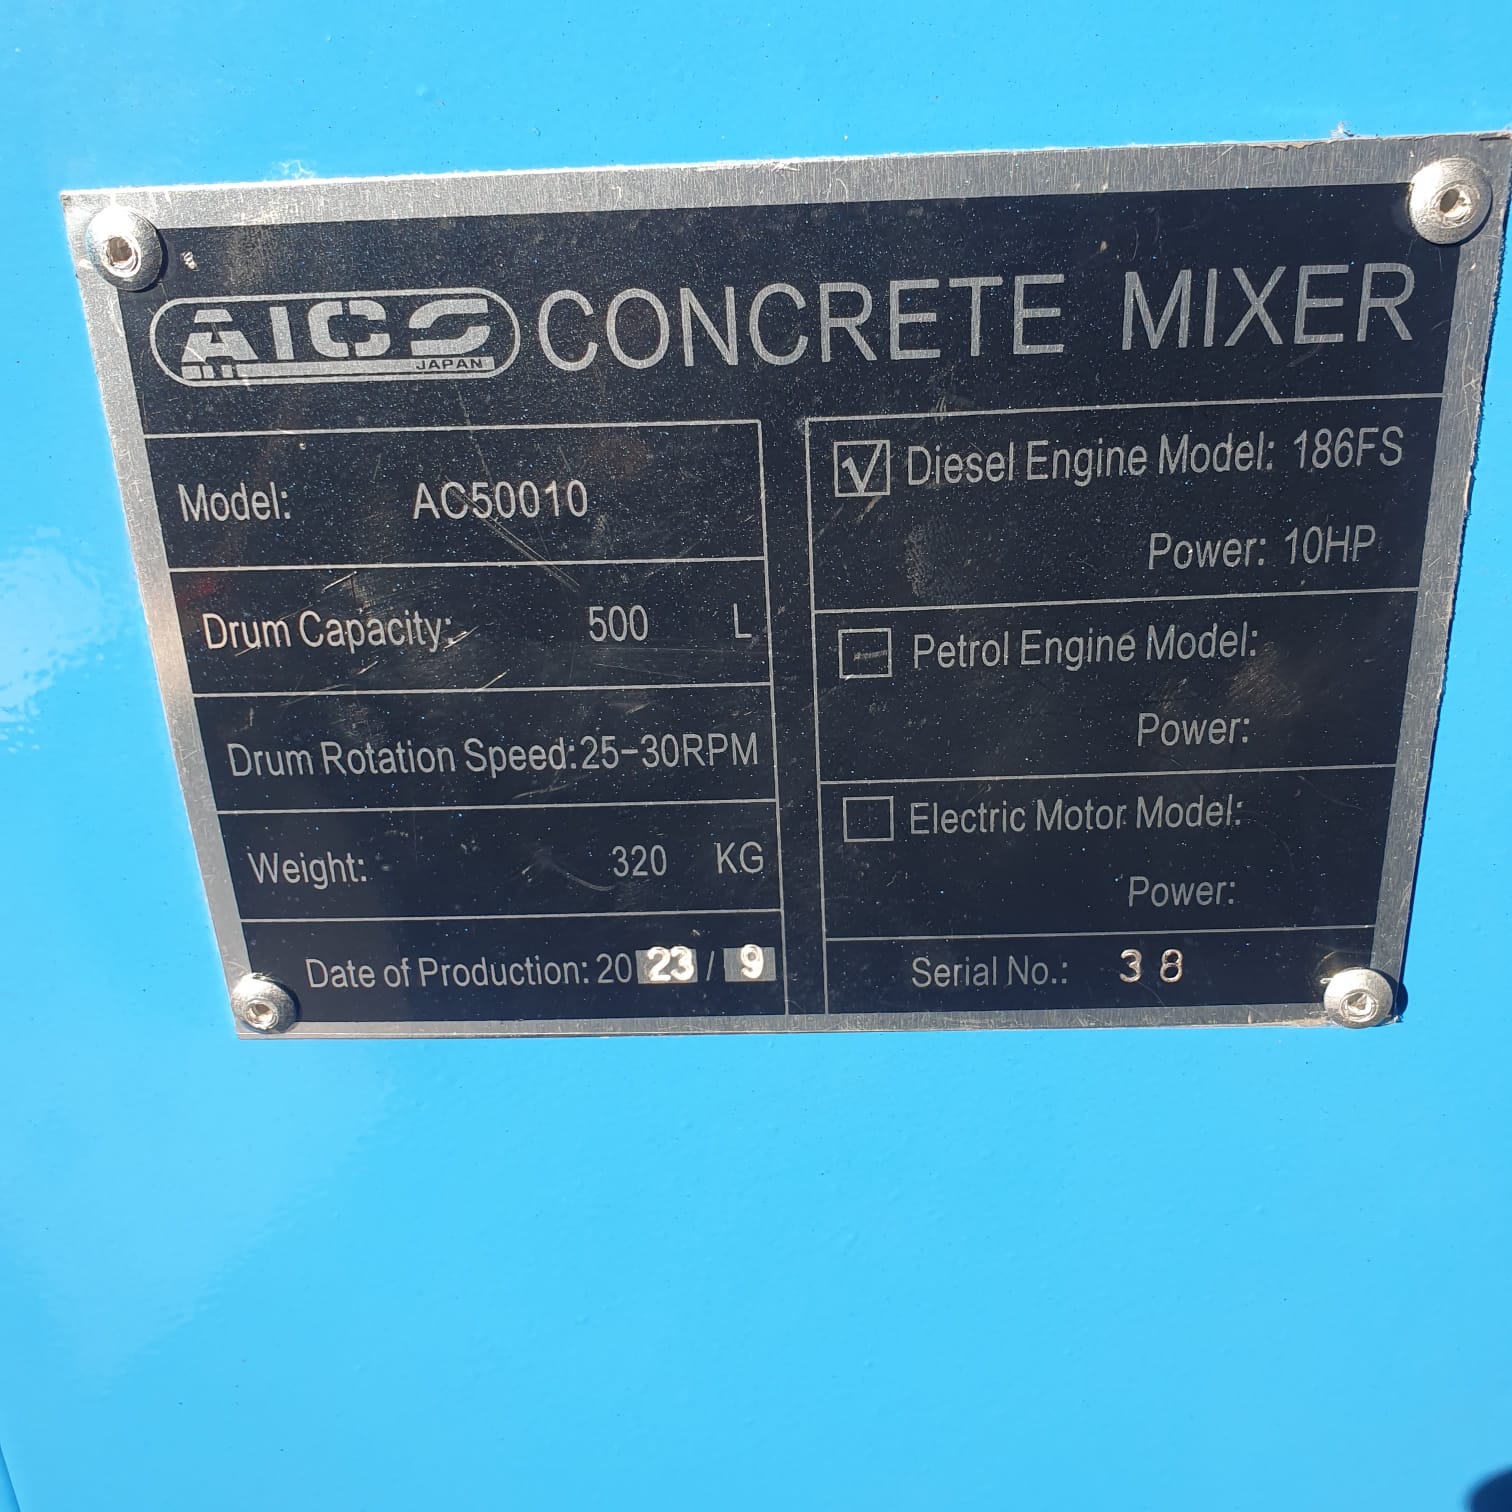 AICO JAPAN CONCRETE MIXER
Model: AC50010
Drum Capacity: 500 L
Drum Rotation Speed: 25-30RPM
Weight: 320 KG
Date of Production: 2023 / 9
Diesel Engine Model: 186FS
Power: 10HP
Petrol Engine Model:
Power:
Electric Motor Model:
Power:
Serial No.: 38